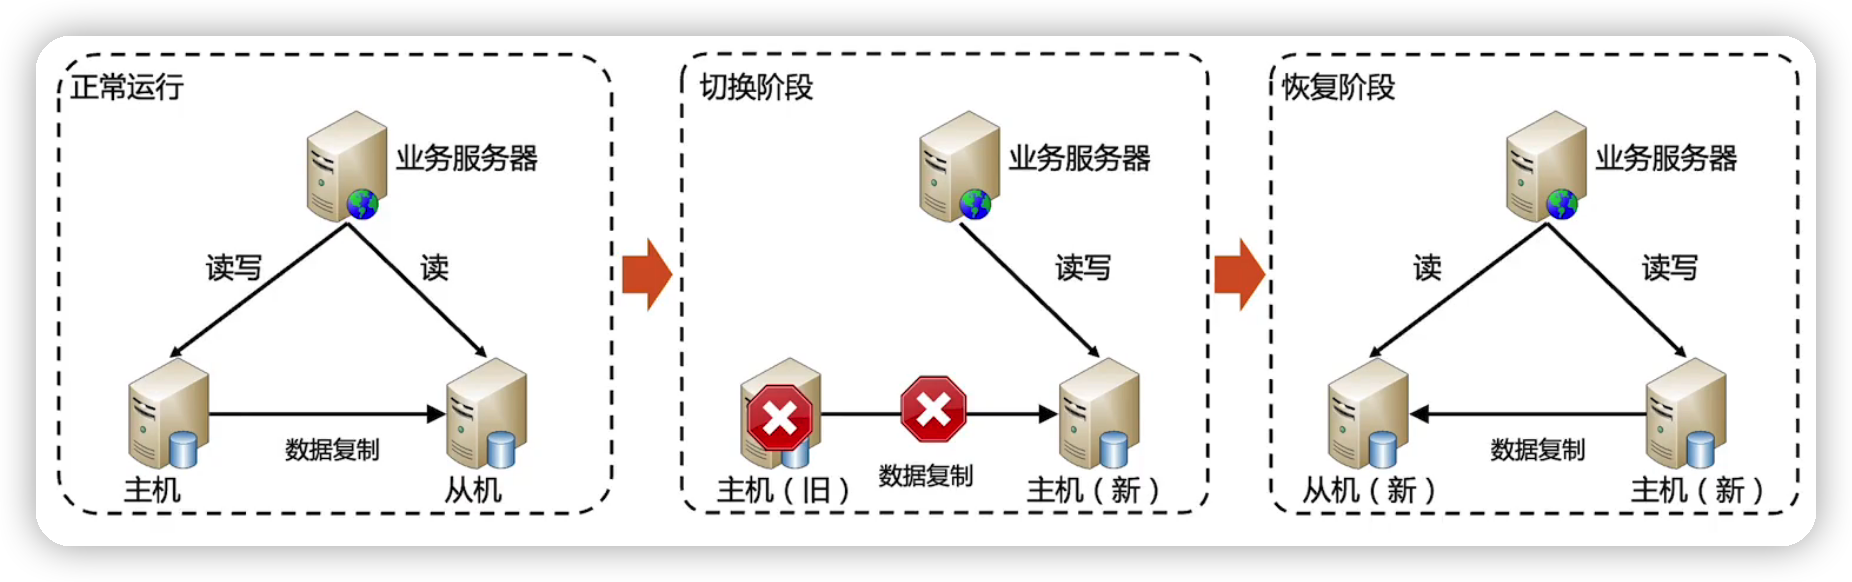 正常运行
业务服务器
读写
读
数据复制
主机
从机
切换阶段
业务服务器
读写
数据复制
主机（旧）
主机（新）
恢复阶段
业务服务器
读
读写
数据复制
从机（新）
主机（新）